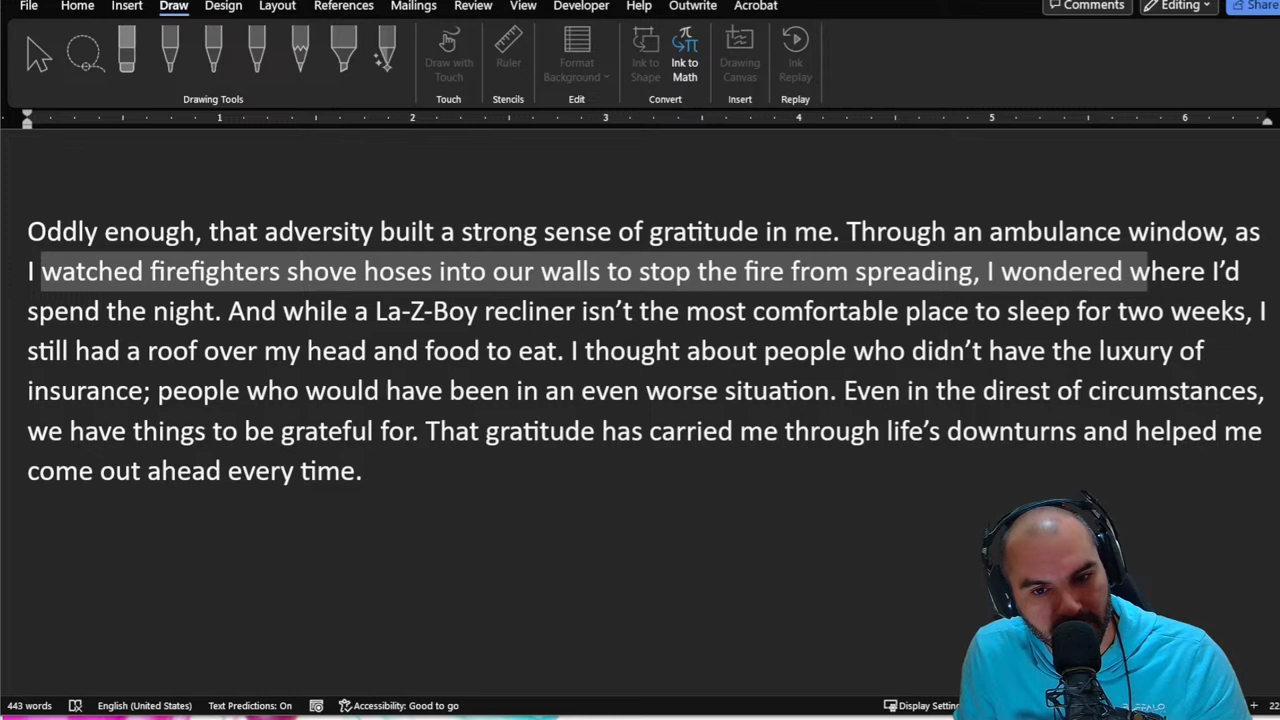 File Home Insert Draw Design Layout References Mailings Review View Developer Help Outwrite Acrobat Comments Editing Share
Draw with Touch
Ruler
Format Background
Ink to Shape
Ink to Math
Drawing Canvas
Ink Replay
Drawing Tools Touch Stencils Edit Convert Insert Replay
1 2 3 4 5 6
Oddly enough, that adversity built a strong sense of gratitude in me. Through an ambulance window, as
I watched firefighters shove hoses into our walls to stop the fire from spreading, I wondered where I’d
spend the night. And while a La-Z-Boy recliner isn’t the most comfortable place to sleep for two weeks, I
still had a roof over my head and food to eat. I thought about people who didn’t have the luxury of
insurance; people who would have been in an even worse situation. Even in the direst of circumstances,
we have things to be grateful for. That gratitude has carried me through life’s downturns and helped me
come out ahead every time.
443 words English (United States) Text Predictions: On Accessibility: Good to go Display 22